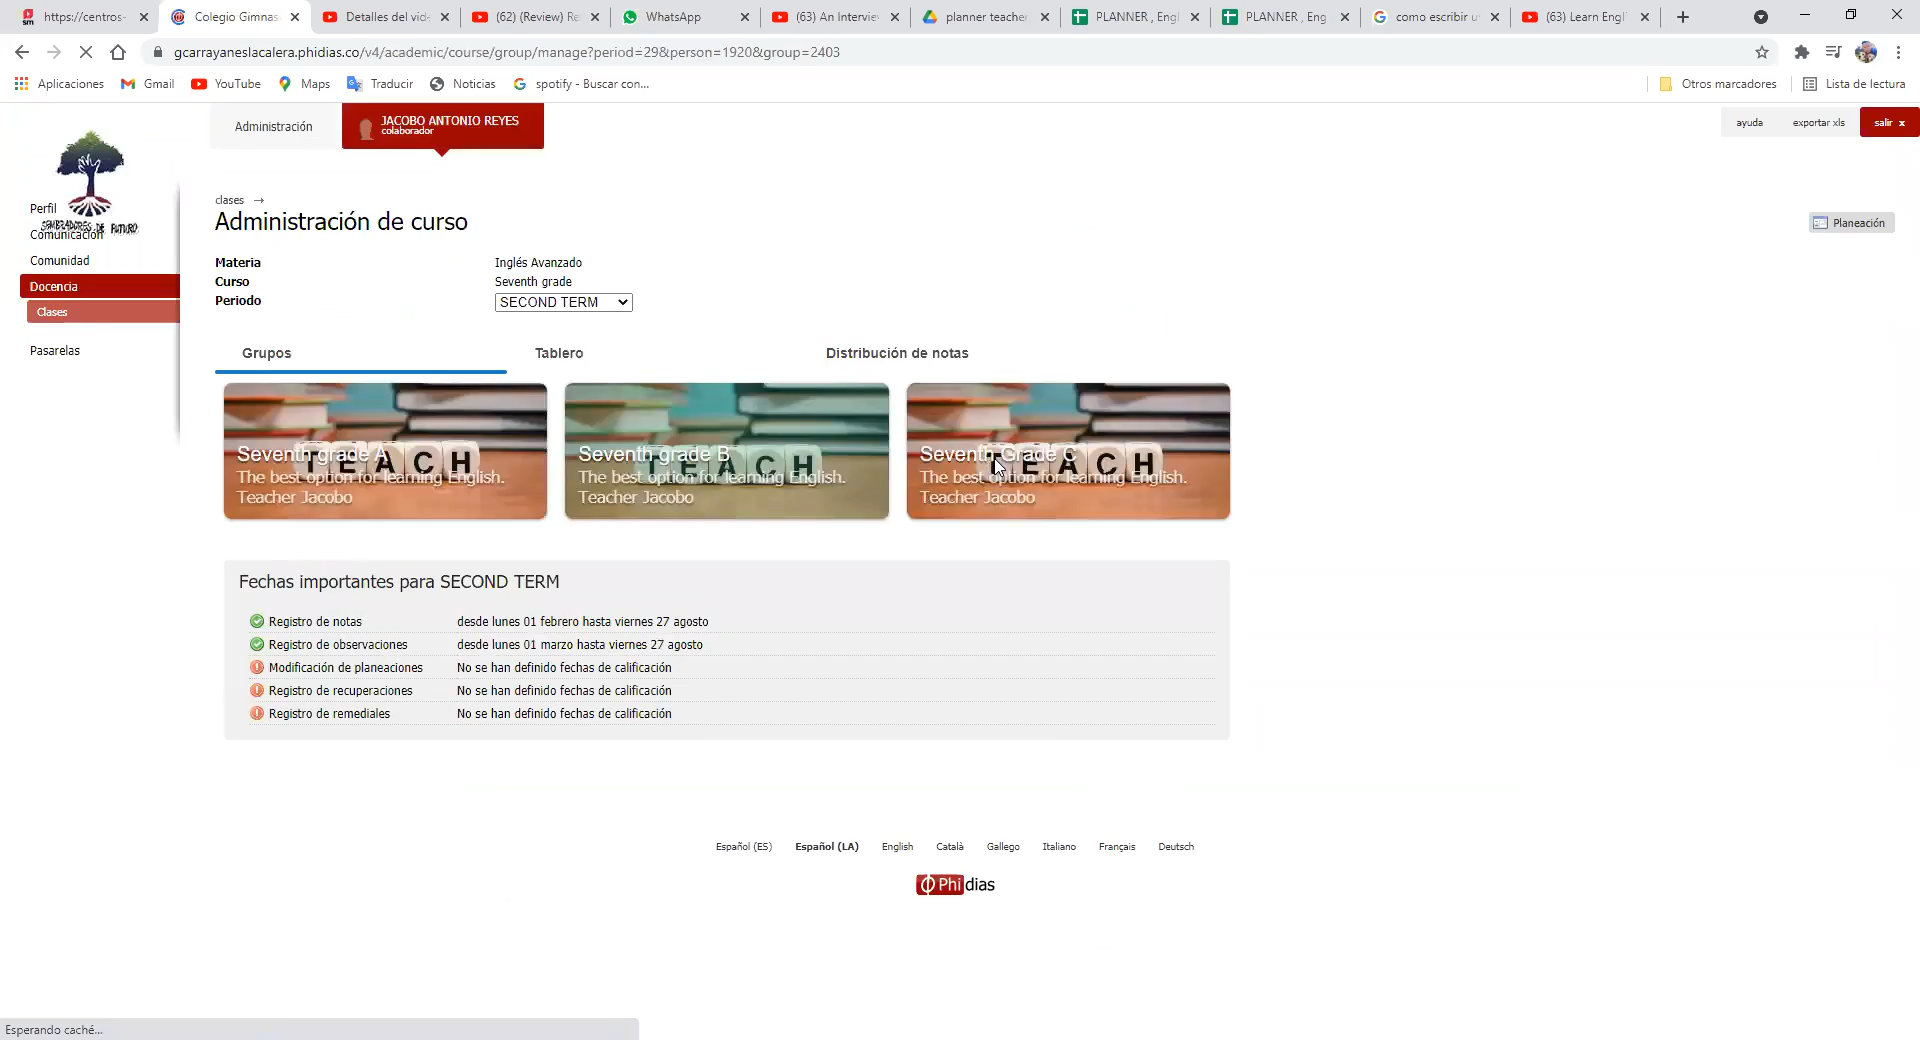 https://centros-
Colegio Gimnas
Detalles del vid
(62) (Review) Re
WhatsApp
(63) An Intervie
planner teacher
PLANNER , Engl
PLANNER , Eng
como escribir u
(63) Learn Engl
gcarrayaneslacalera.phidias.co/v4/academic/course/group/manage?period=29&person=1920&group=2403
Aplicaciones
Gmail
YouTube
Maps
Traducir
Noticias
spotify - Buscar con...
Otros marcadores
Lista de lectura
Administración
JACOBO ANTONIO REYES
colaborador
ayuda
exportar xls
salir x
SEMBRADORES DE FUTURO
Perfil
Comunicación
Comunidad
Docencia
Clases
Pasarelas
clases →
Administración de curso
Planeación
Materia Inglés Avanzado
Curso Seventh grade
Periodo SECOND TERM
Grupos
Tablero
Distribución de notas
TEACH
Seventh grade A
The best option for learning English.
Teacher Jacobo
TEACH
Seventh grade B
The best option for learning English.
Teacher Jacobo
TEACH
Seventh Grade C
The best option for learning English.
Teacher Jacobo
Fechas importantes para SECOND TERM
Registro de notas desde lunes 01 febrero hasta viernes 27 agosto
Registro de observaciones desde lunes 01 marzo hasta viernes 27 agosto
Modificación de planeaciones No se han definido fechas de calificación
Registro de recuperaciones No se han definido fechas de calificación
Registro de remediales No se han definido fechas de calificación
Español (ES)
Español (LA)
English
Català
Gallego
Italiano
Français
Deutsch
Phidias
Esperando caché...